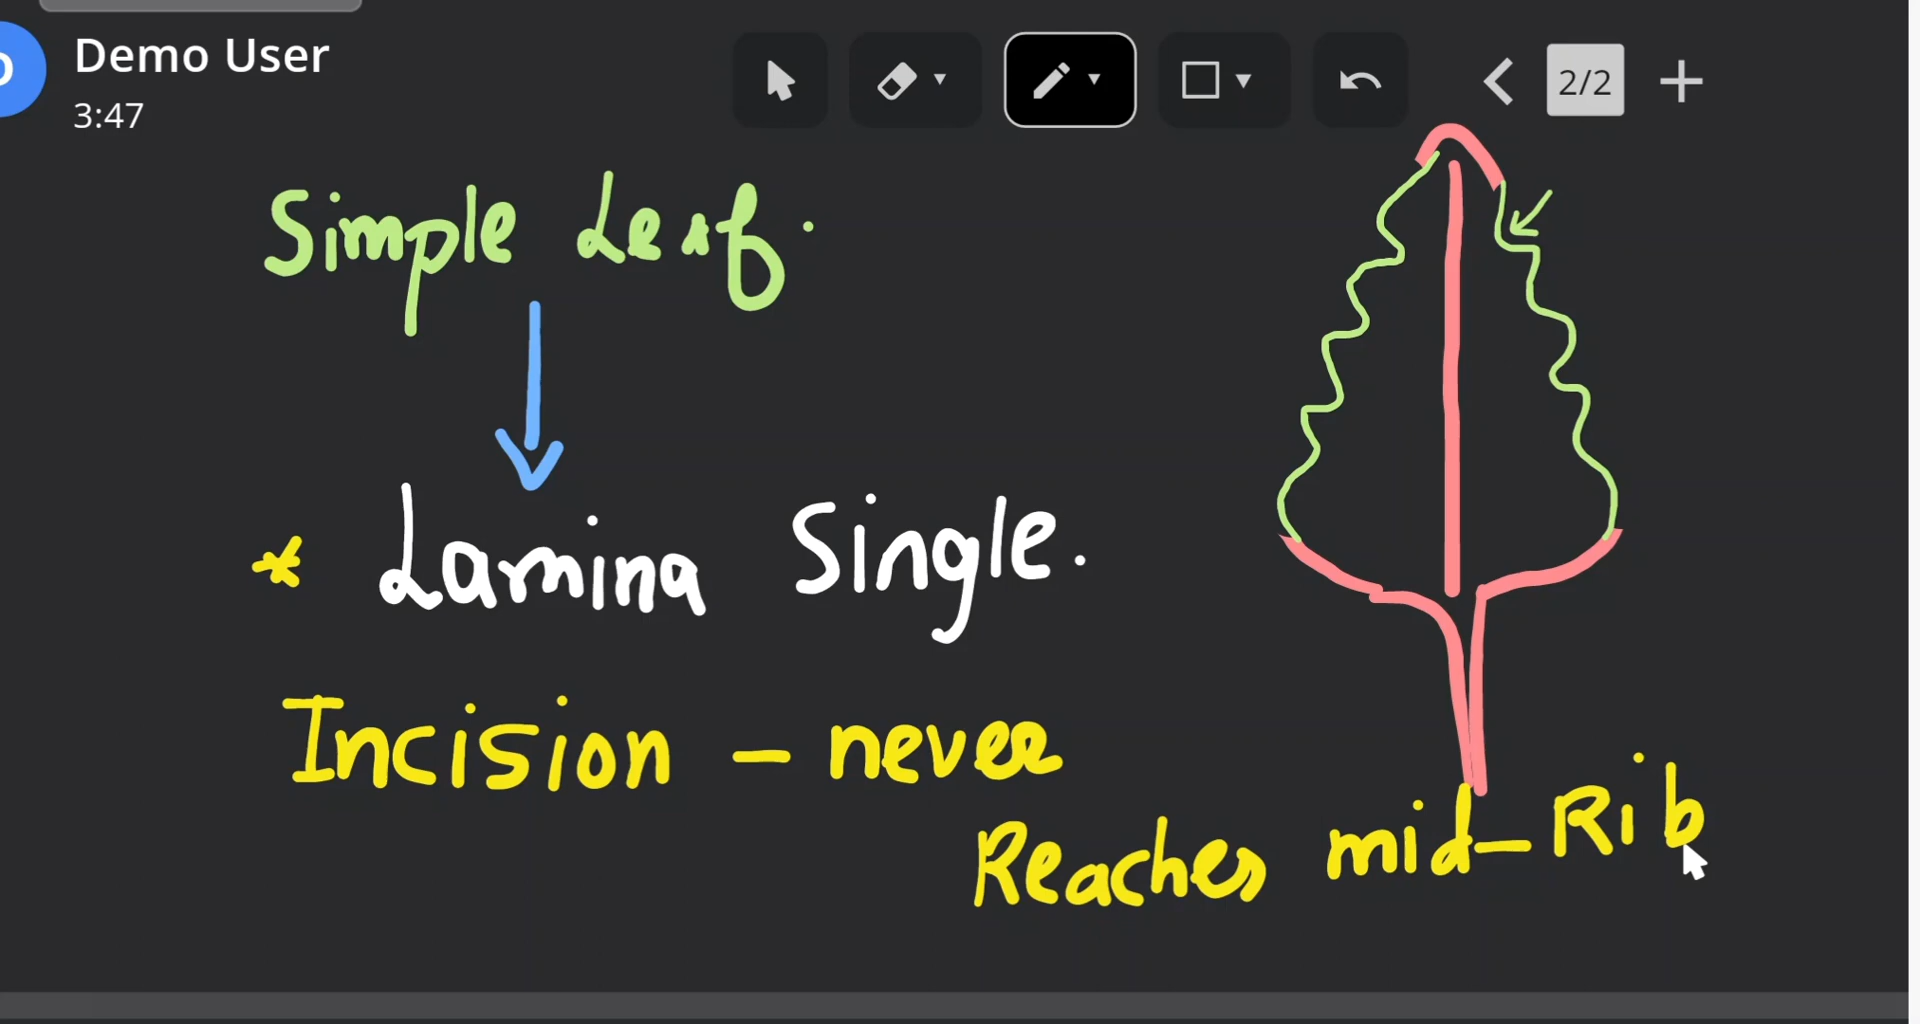 Demo User
3:47
2/2
Simple Leaf.
* Lamina Single.
Incision - never
Reaches mid-Rib